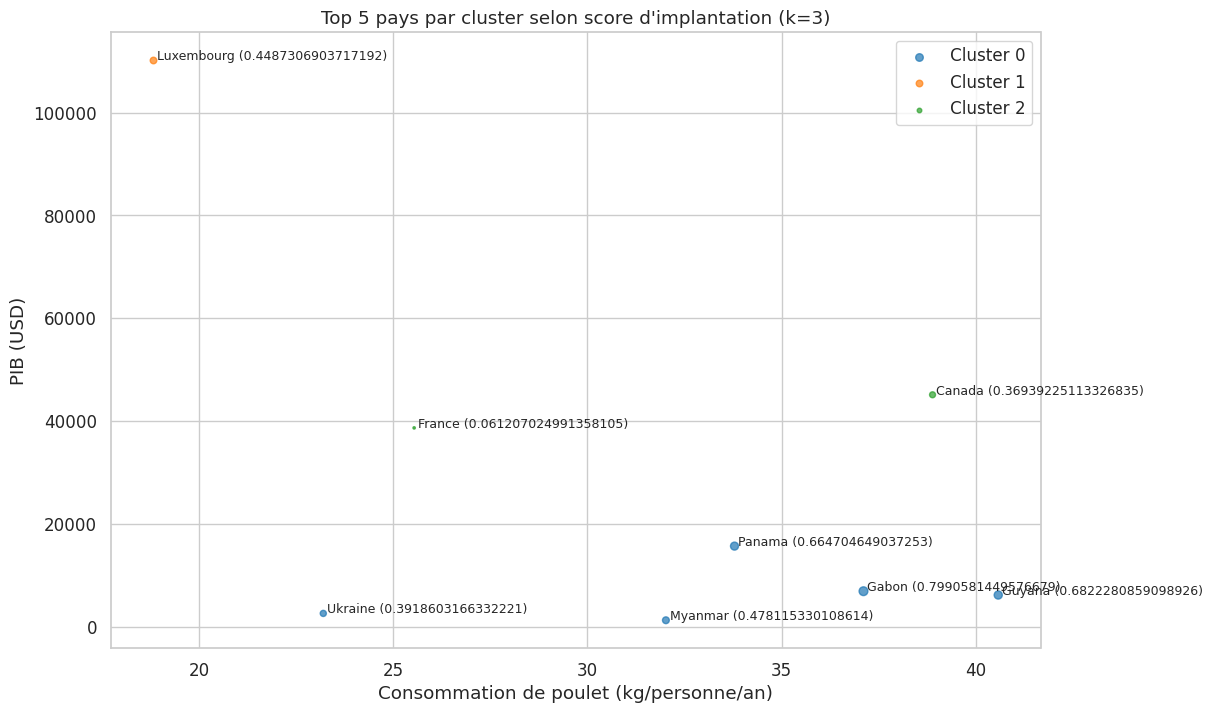 Top 5 pays par cluster selon score d'implantation (k=3)
Luxembourg (0.4487306903717192)
Cluster 0
Cluster 1
Cluster 2
100000
80000
60000
40000
20000
0
PIB (USD)
Canada (0.36939225113326835)
France (0.061207024991358105)
Panama (0.664704649037253)
Gabon (0.7990581449576679)
Guyana (0.6822280859098926)
Ukraine (0.3918603166332221)
Myanmar (0.478115330108614)
20
25
30
35
40
Consommation de poulet (kg/personne/an)